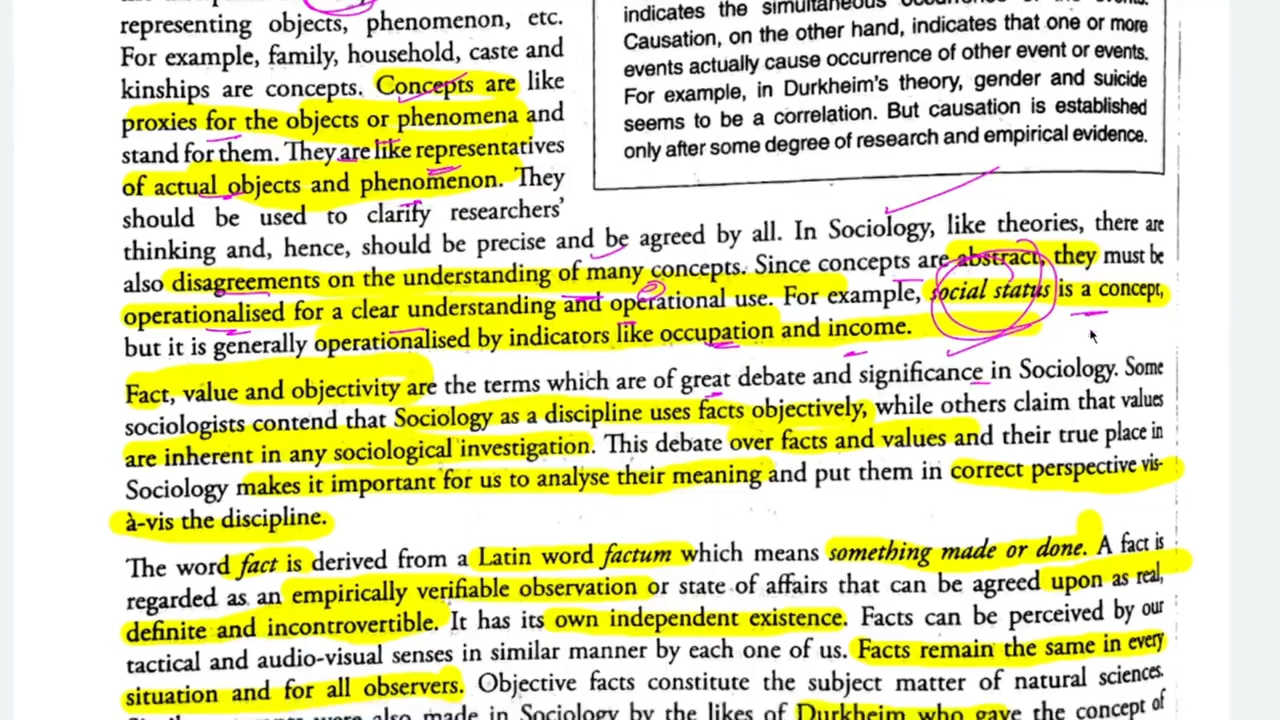 representing objects, phenomenon, etc.
For example, family, household, caste and
kinships are concepts. Concepts are like
proxies for the objects or phenomena and
stand for them. They are like representatives
of actual objects and phenomenon. They
should be used to clarify researchers'
indicates the simultaneous
Causation, on the other hand, indicates that one or more
events actually cause occurrence of other event or events.
For example, in Durkheim's theory, gender and suicide
seems to be a correlation. But causation is established
only after some degree of research and empirical evidence.
thinking and, hence, should be precise and be agreed by all. In Sociology, like theories, there are
also disagreements on the understanding of many concepts. Since concepts are abstract, they must be
operationalised for a clear understanding and operational use. For example, social status is a concept,
but it is generally operationalised by indicators like occupation and income.
Fact, value and objectivity are the terms which are of great debate and significance in Sociology. Some
sociologists contend that Sociology as a discipline uses facts objectively, while others claim that values
are inherent in any sociological investigation. This debate over facts and values and their true place in
Sociology makes it important for us to analyse their meaning and put them in correct perspective vis-
à-vis the discipline.
The word fact is derived from a Latin word factum which means something made or done. A fact is
regarded as an empirically verifiable observation or state of affairs that can be agreed upon as real,
definite and incontrovertible. It has its own independent existence. Facts can be perceived by our
tactical and audio-visual senses in similar manner by each one of us. Facts remain the same in every
situation and for all observers. Objective facts constitute the subject matter of natural sciences.
also made in Sociology by the likes of Durkheim who gave the concept of